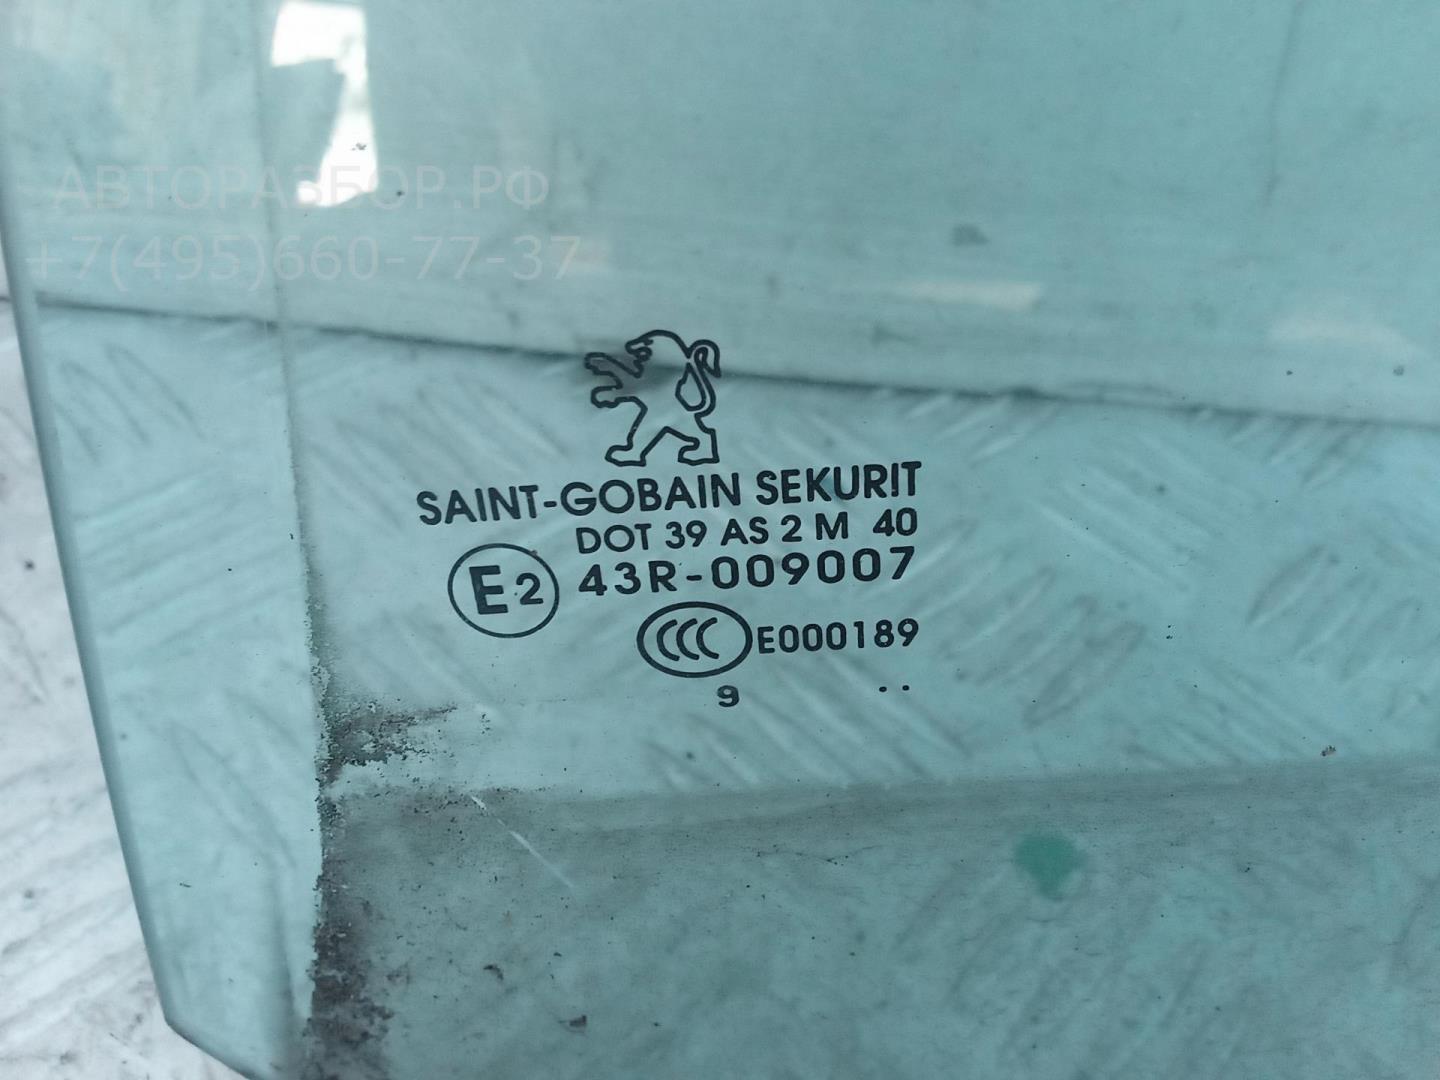 АВТОРАЗБОР.РФ
+7(495)660-77-37
SAINT-GOBAIN SEKURIT
DOT 39 AS 2 M 40
E2 43R-009007
CCC E000189
9 ..